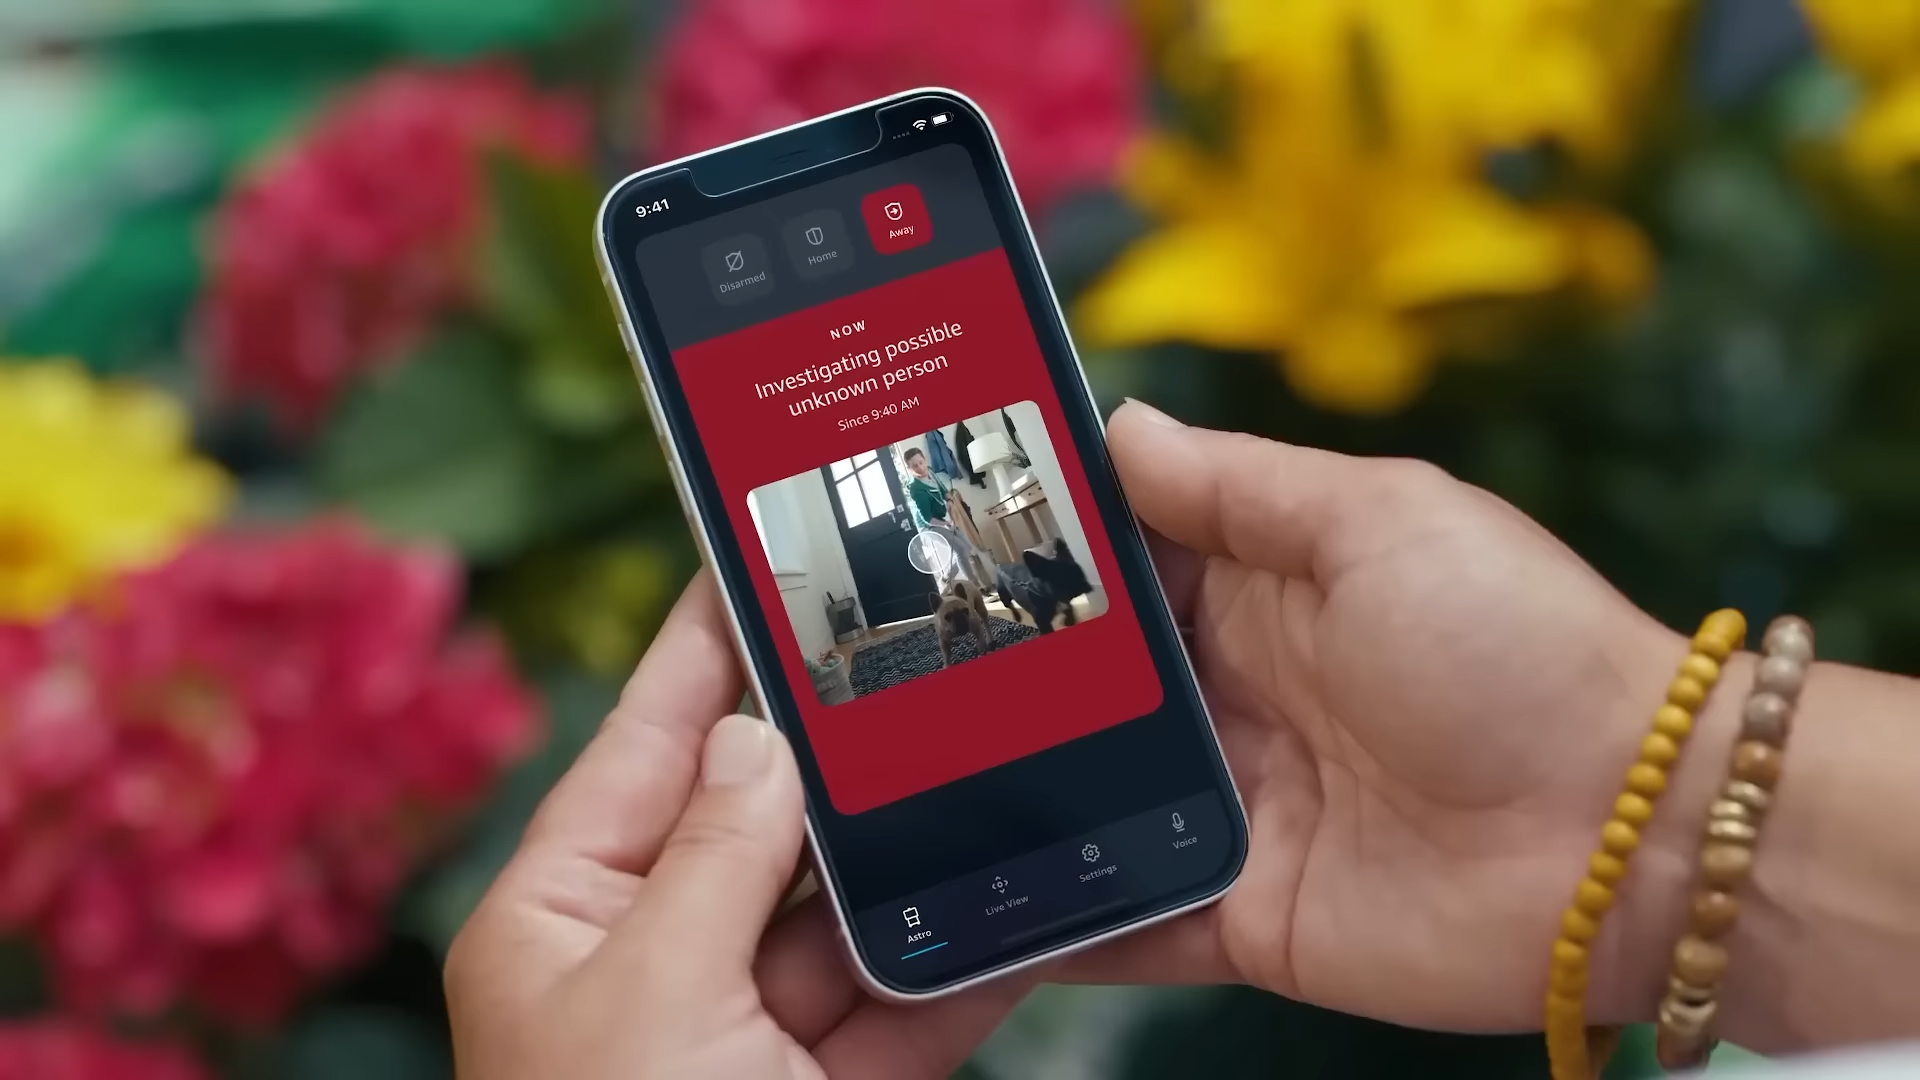 9:41
Disarmed
Home
Away
NOW
Investigating possible
unknown person
Since 9:40 AM
Astro
Live View
Settings
Voice